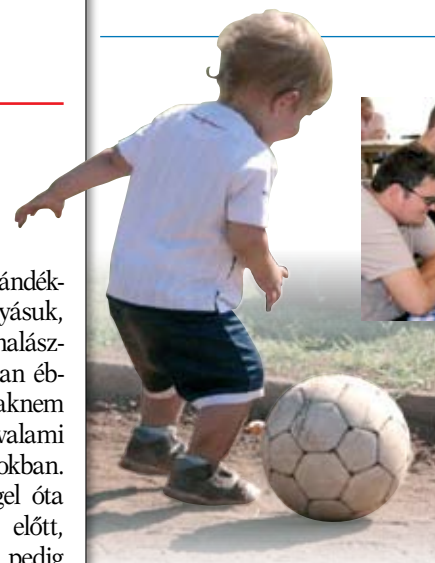 ándék-
yásuk,
halász-
an éb-
aknem
valami
okban.
gel óta
előtt,
pedig